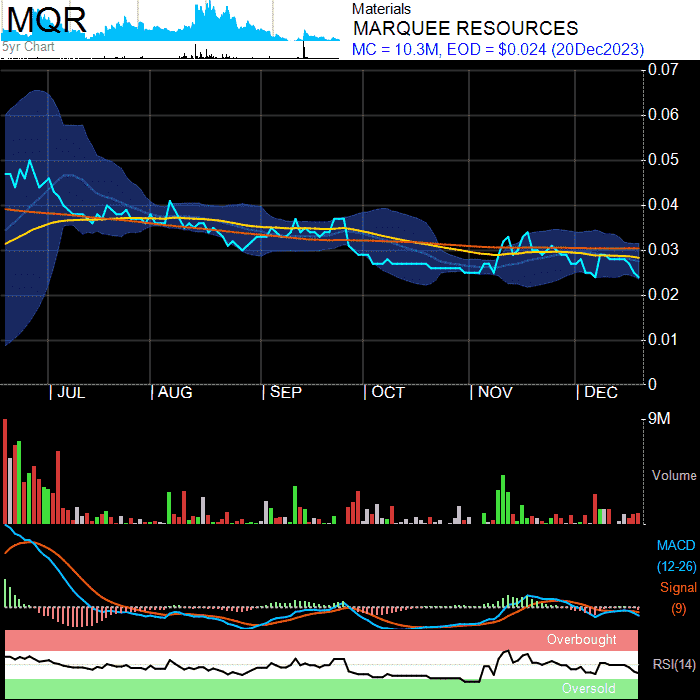 MQR
5yr Chart
Materials
MARQUEE RESOURCES
MC = 10.3M, EOD = $0.024 (20Dec2023)
0.07
0.06
0.05
0.04
0.03
0.02
0.01
0
JUL AUG SEP OCT NOV DEC
9M
Volume
MACD
(12-26)
Signal
(9)
Overbought
RSI(14)
Oversold